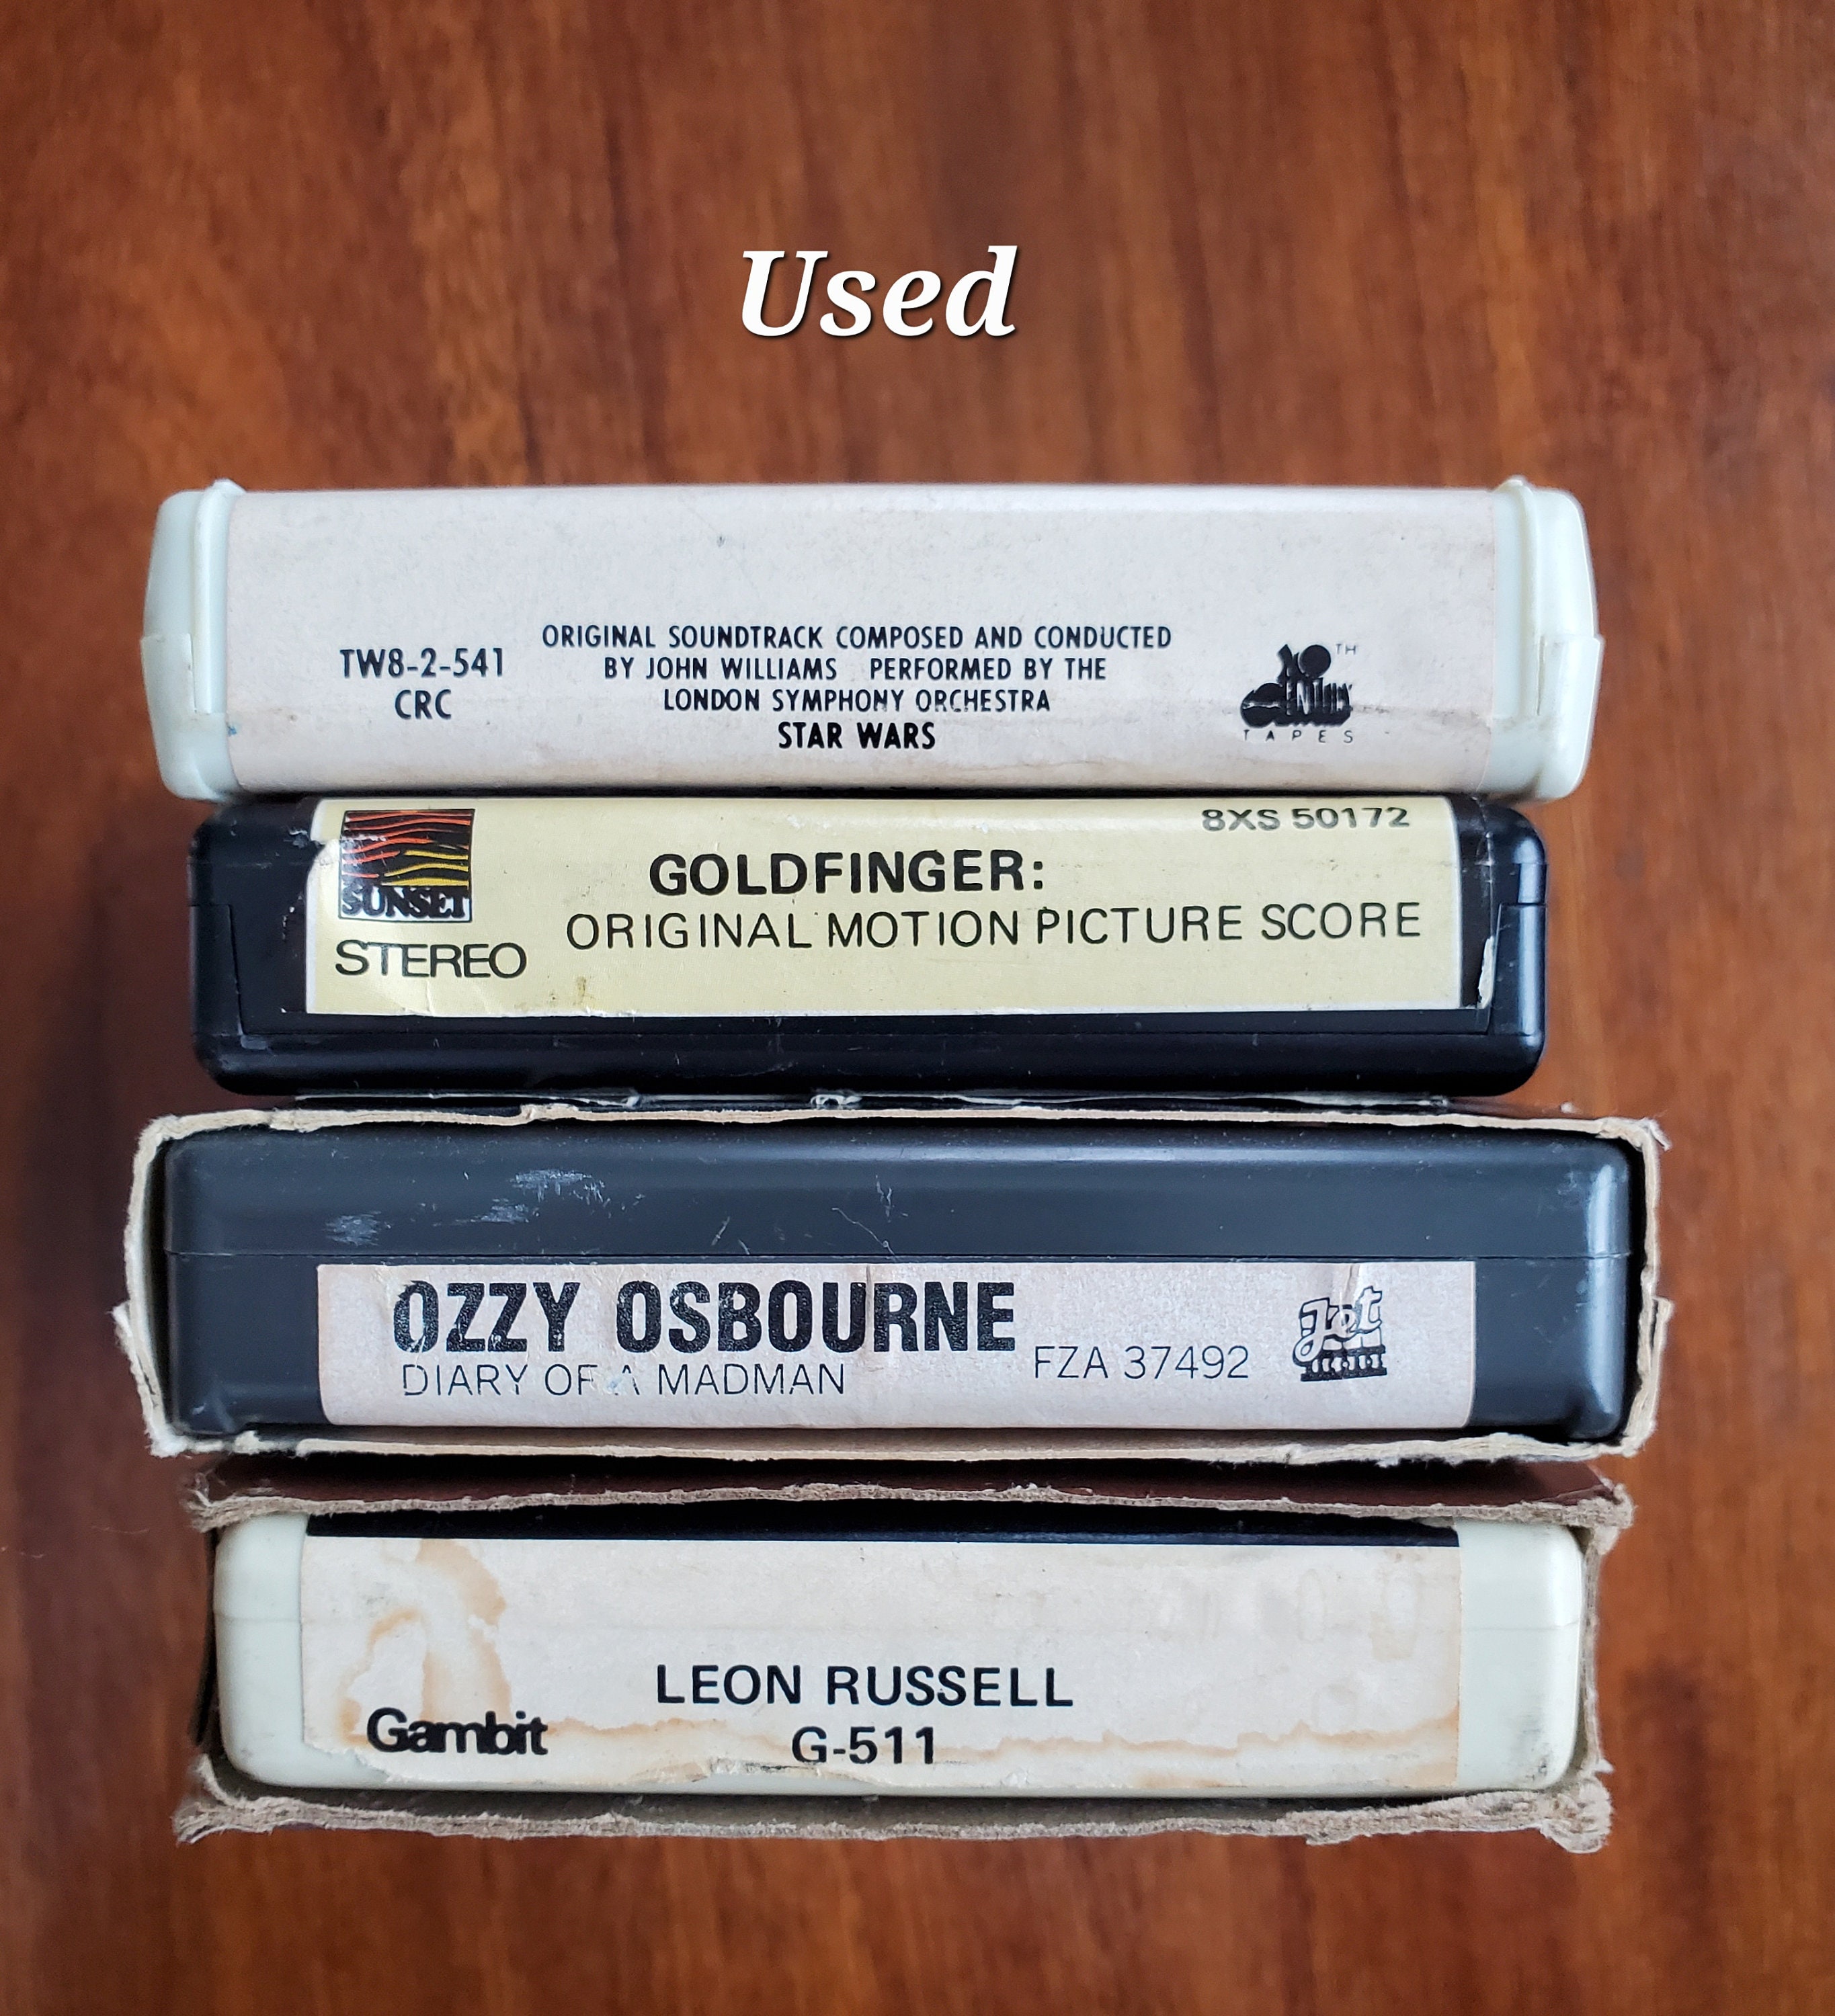 Used
ORIGINAL SOUNDTRACK COMPOSED AND CONDUCTED
BY JOHN WILLIAMS PERFORMED BY THE
LONDON SYMPHONY ORCHESTRA
STAR WARS
TW8-2-541
CRC
TH
TAPES
SUNSET
STEREO
8XS 50172
GOLDFINGER:
ORIGINAL MOTION PICTURE SCORE
OZZY OSBOURNE
DIARY OF A MADMAN
FZA 37492
Jet
LEON RUSSELL
G-511
Gambit